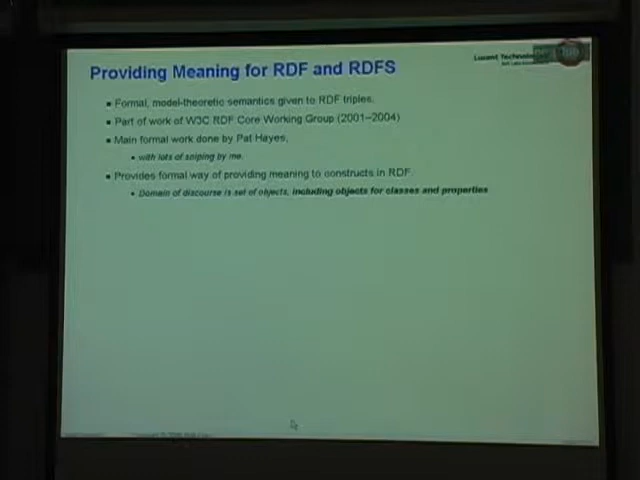 Providing Meaning for RDF and RDFS
Lucent Technologies
Formal, model-theoretic semantics given to RDF triples.
Part of work of W3C RDF Core Working Group (2001–2004)
Main formal work done by Pat Hayes,
with lots of sniping by me.
Provides formal way of providing meaning to constructs in RDF.
Domain of discourse is set of objects, including objects for classes and properties